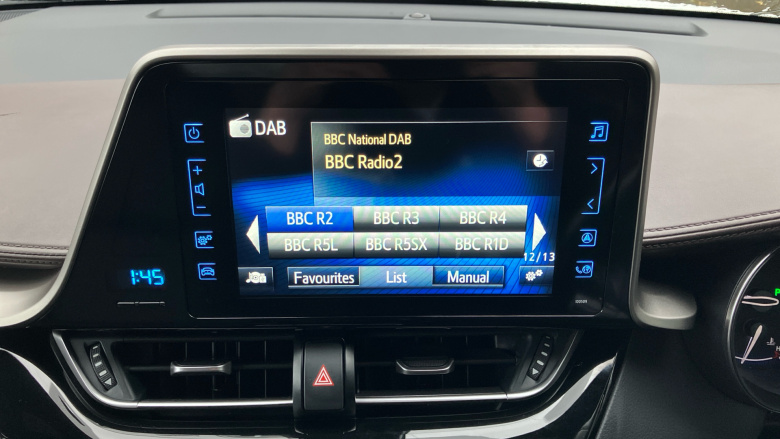 DAB
BBC National DAB
BBC Radio2
BBC R2 BBC R3 BBC R4
BBC R5L BBC R5SX BBC R1D
12/13
Favourites List Manual
1:45
P
H